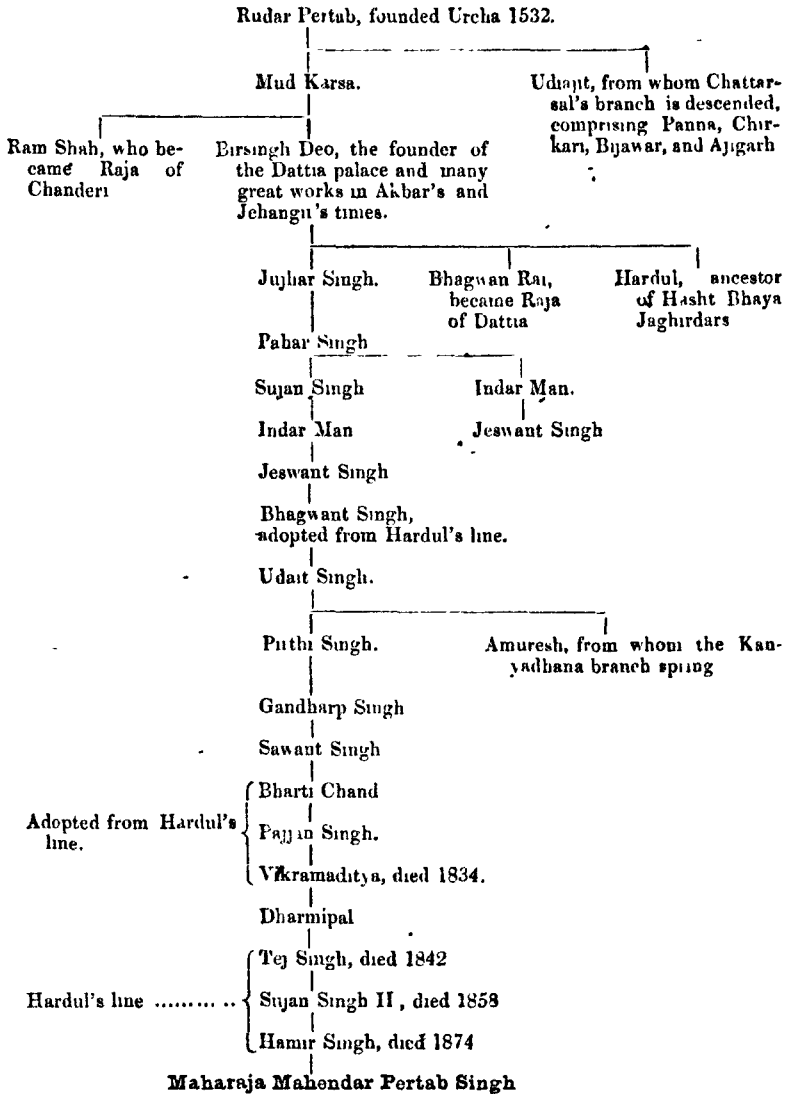 Rudar Pertab, founded Urcha 1532.
Mud Karsa.
Udiajit, from whom Chattar-
sal's branch is descended,
comprising Panna, Chir-
kari, Bijawar, and Ajigarh
Ram Shah, who be-
came Raja of
Chanderi
Birsingh Deo, the founder of
the Dattia palace and many
great works in Akbar's and
Jehangir's times.
Jujhar Singh.
Bhagwan Rai,
became Raja
of Dattia
Hardul, ancestor
of Hasht Bhaya
Jaghirdars
Pahar Singh
Sujan Singh
Indar Man.
Indar Man
Jeswant Singh
Jeswant Singh
Bhagwant Singh,
adopted from Hardul's line.
Udait Singh.
Pirthi Singh.
Amuresh, from whom the Kan-
yadhana branch sprung
Gandharp Singh
Sawant Singh
Adopted from Hardul's
line.
Bharti Chand
Pajjan Singh.
Vikramaditya, died 1834.
Dharmipal
Hardul's line ............
Tej Singh, died 1842
Sujan Singh II, died 1858
Hamir Singh, died 1874
Maharaja Mahendar Pertab Singh